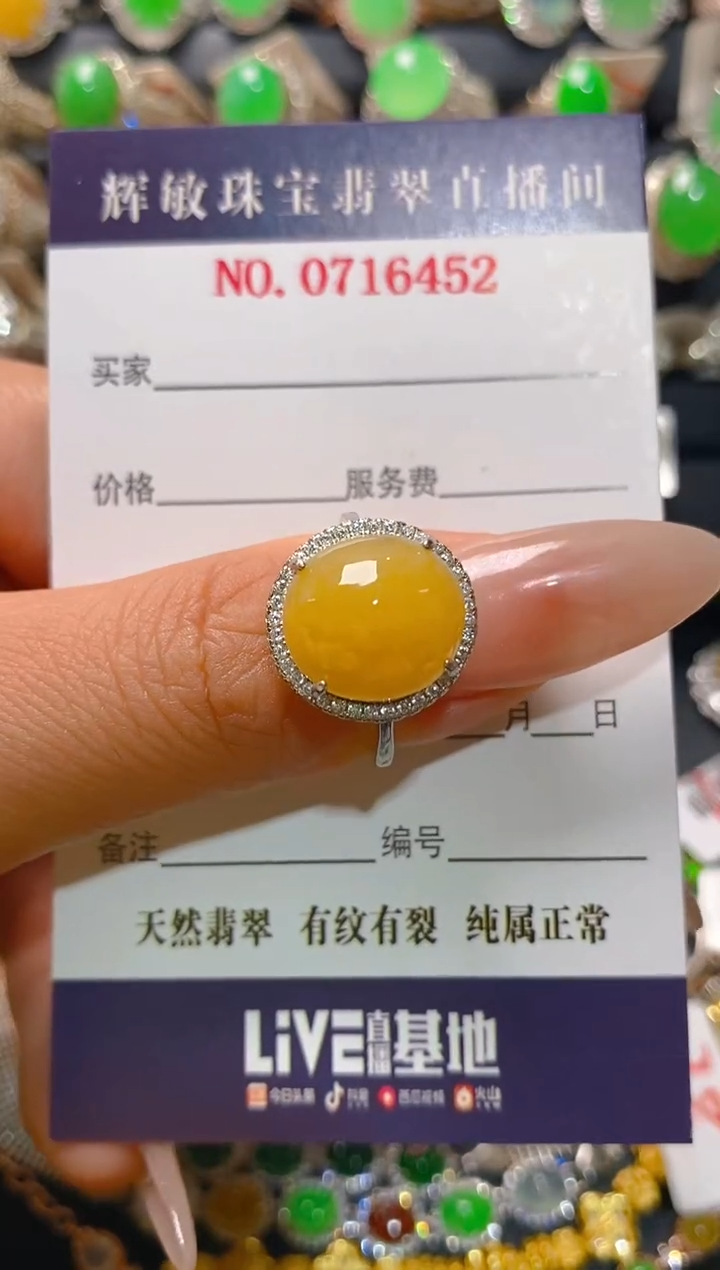 辉敏珠宝翡翠直播间
NO. 0716452
买家
价格 服务费
月 日
备注 编号
天然翡翠 有纹有裂 纯属正常
LiVE直播基地
今日头条 抖音 西瓜视频 火山